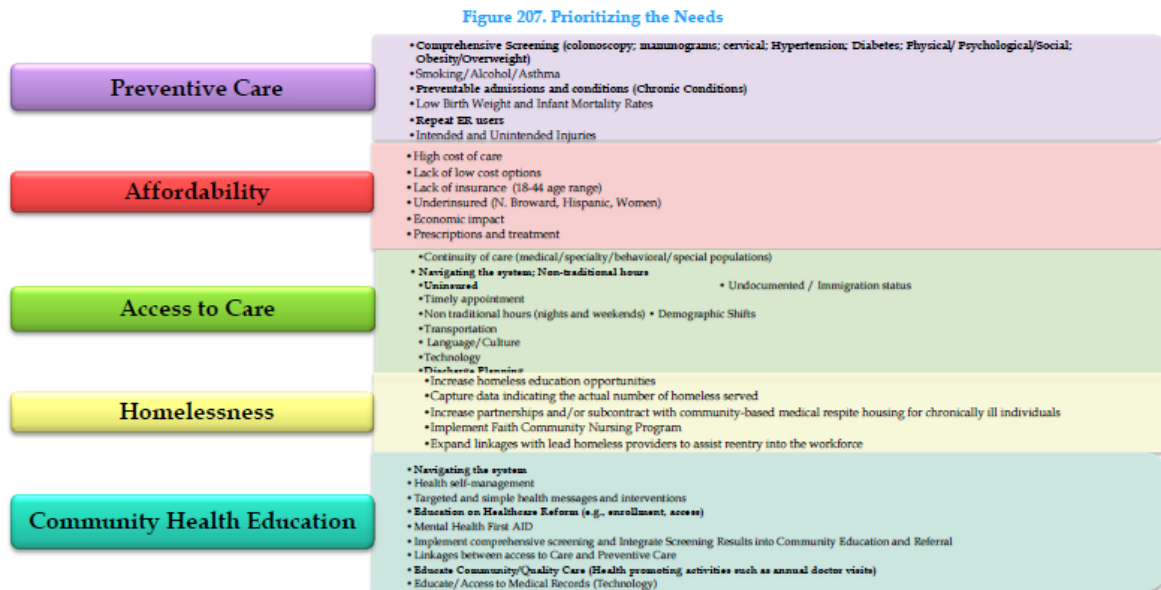 Figure 207. Prioritizing the Needs
Preventive Care
• Comprehensive Screening (colonoscopy; mammograms; cervical; Hypertension; Diabetes; Physical/ Psychological/Social;
Obesity/Overweight)
• Smoking/Alcohol/Asthma
• Preventable admissions and conditions (Chronic Conditions)
• Low Birth Weight and Infant Mortality Rates
• Repeat ER users
• Intended and Unintended Injuries
Affordability
• High cost of care
• Lack of low cost options
• Lack of insurance (18-44 age range)
• Underinsured (N. Broward, Hispanic, Women)
• Economic impact
• Prescriptions and treatment
Access to Care
• Continuity of care (medical/specialty/behavioral/special populations)
• Navigating the system; Non-traditional hours
• Uninsured • Undocumented / Immigration status
• Timely appointment
• Non traditional hours (nights and weekends) • Demographic Shifts
• Transportation
• Language/Culture
• Technology
• Discharge Planning
Homelessness
• Increase homeless education opportunities
• Capture data indicating the actual number of homeless served
• Increase partnerships and/or subcontract with community-based medical respite housing for chronically ill individuals
• Implement Faith Community Nursing Program
• Expand linkages with lead homeless providers to assist reentry into the workforce
Community Health Education
• Navigating the system
• Health self-management
• Targeted and simple health messages and interventions
• Education on Healthcare Reform (e.g., enrollment, access)
• Mental Health First AID
• Implement comprehensive screening and Integrate Screening Results into Community Education and Referral
• Linkages between access to Care and Preventive Care
• Educate Community/Quality Care (Health promoting activities such as annual doctor visits)
• Educate/Access to Medical Records (Technology)